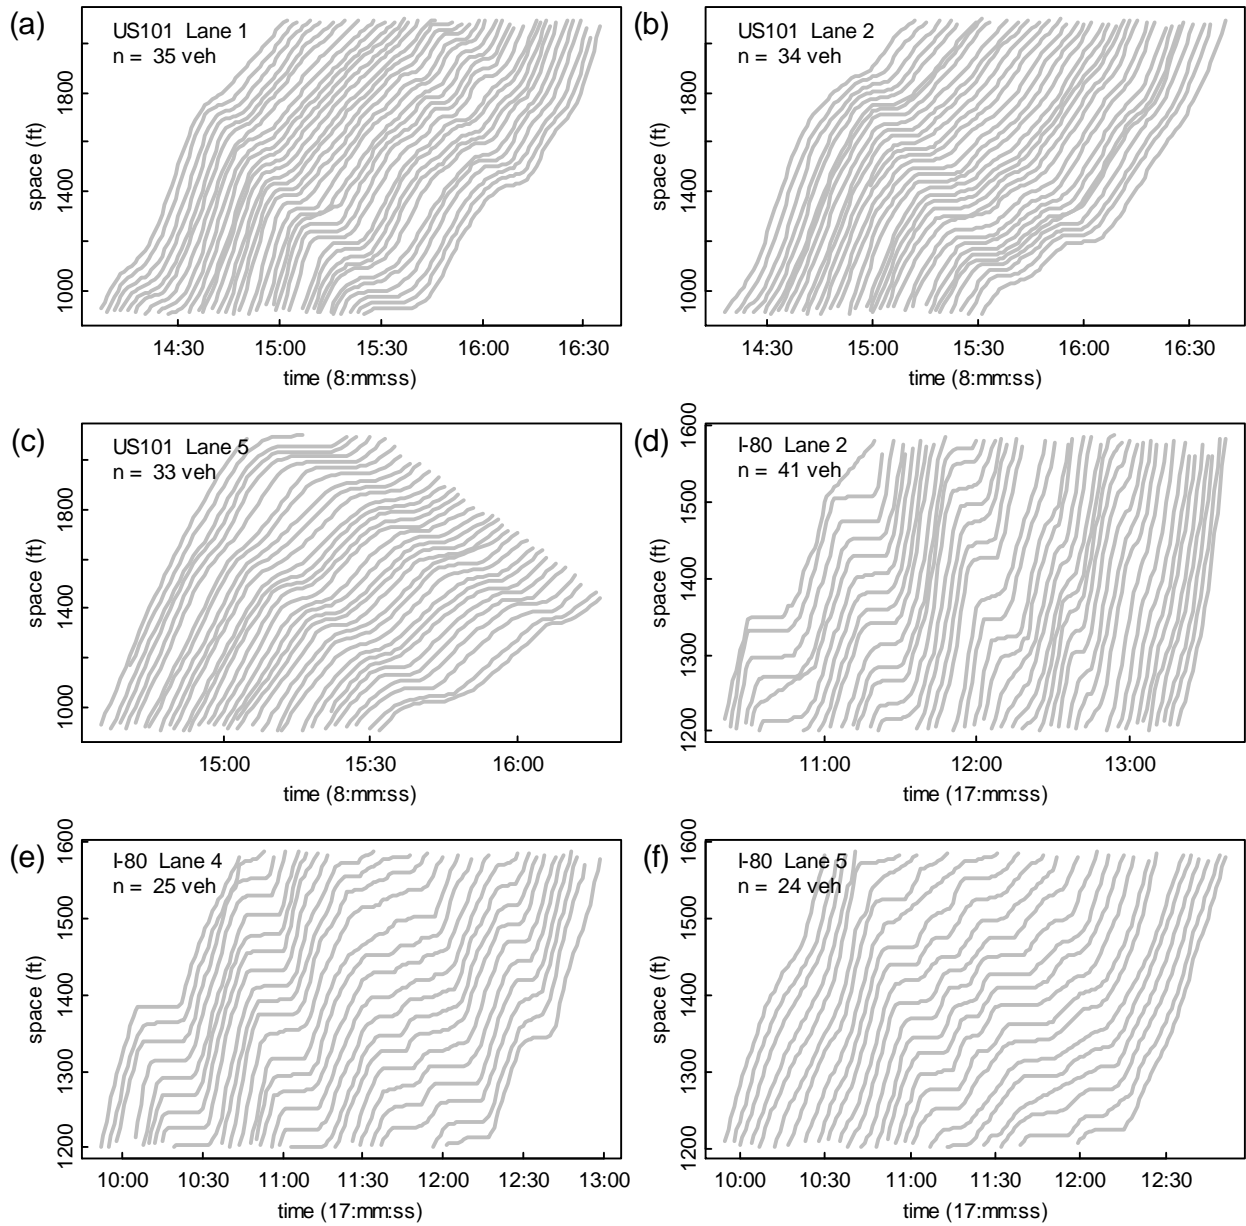 (a)
US101 Lane 1
n = 35 veh
space (ft)
1000
1400
1800
14:30
15:00
15:30
16:00
16:30
time (8:mm:ss)
(b)
US101 Lane 2
n = 34 veh
space (ft)
1000
1400
1800
14:30
15:00
15:30
16:00
16:30
time (8:mm:ss)
(c)
US101 Lane 5
n = 33 veh
space (ft)
1000
1400
1800
15:00
15:30
16:00
time (8:mm:ss)
(d)
I-80 Lane 2
n = 41 veh
space (ft)
1200
1300
1400
1500
1600
11:00
12:00
13:00
time (17:mm:ss)
(e)
I-80 Lane 4
n = 25 veh
space (ft)
1200
1300
1400
1500
1600
10:00
10:30
11:00
11:30
12:00
12:30
13:00
time (17:mm:ss)
(f)
I-80 Lane 5
n = 24 veh
space (ft)
1200
1300
1400
1500
1600
10:00
10:30
11:00
11:30
12:00
12:30
time (17:mm:ss)